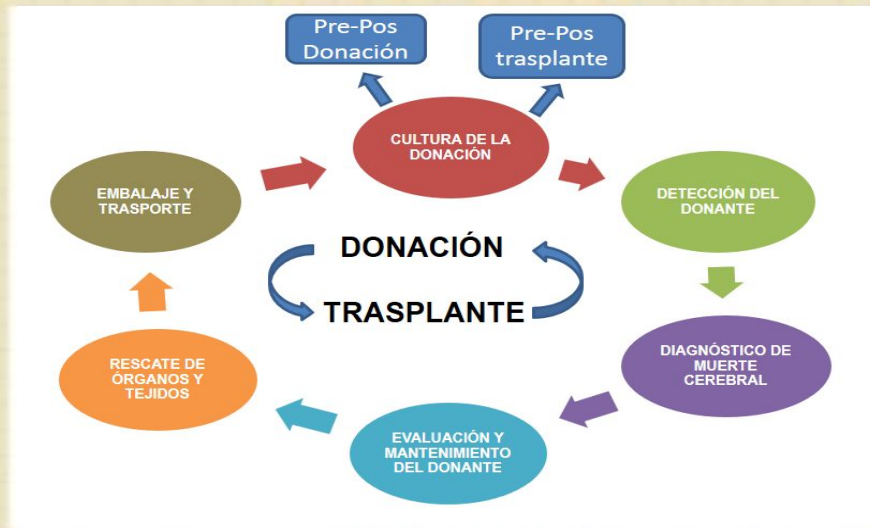 Pre-Pos
Donación
Pre-Pos
trasplante
CULTURA DE LA
DONACIÓN
EMBALAJE Y
TRASPORTE
DETECCIÓN DEL
DONANTE
DONACIÓN
TRASPLANTE
RESCATE DE
ÓRGANOS Y
TEJIDOS
DIAGNÓSTICO DE
MUERTE
CEREBRAL
EVALUACIÓN Y
MANTENIMIENTO
DEL DONANTE